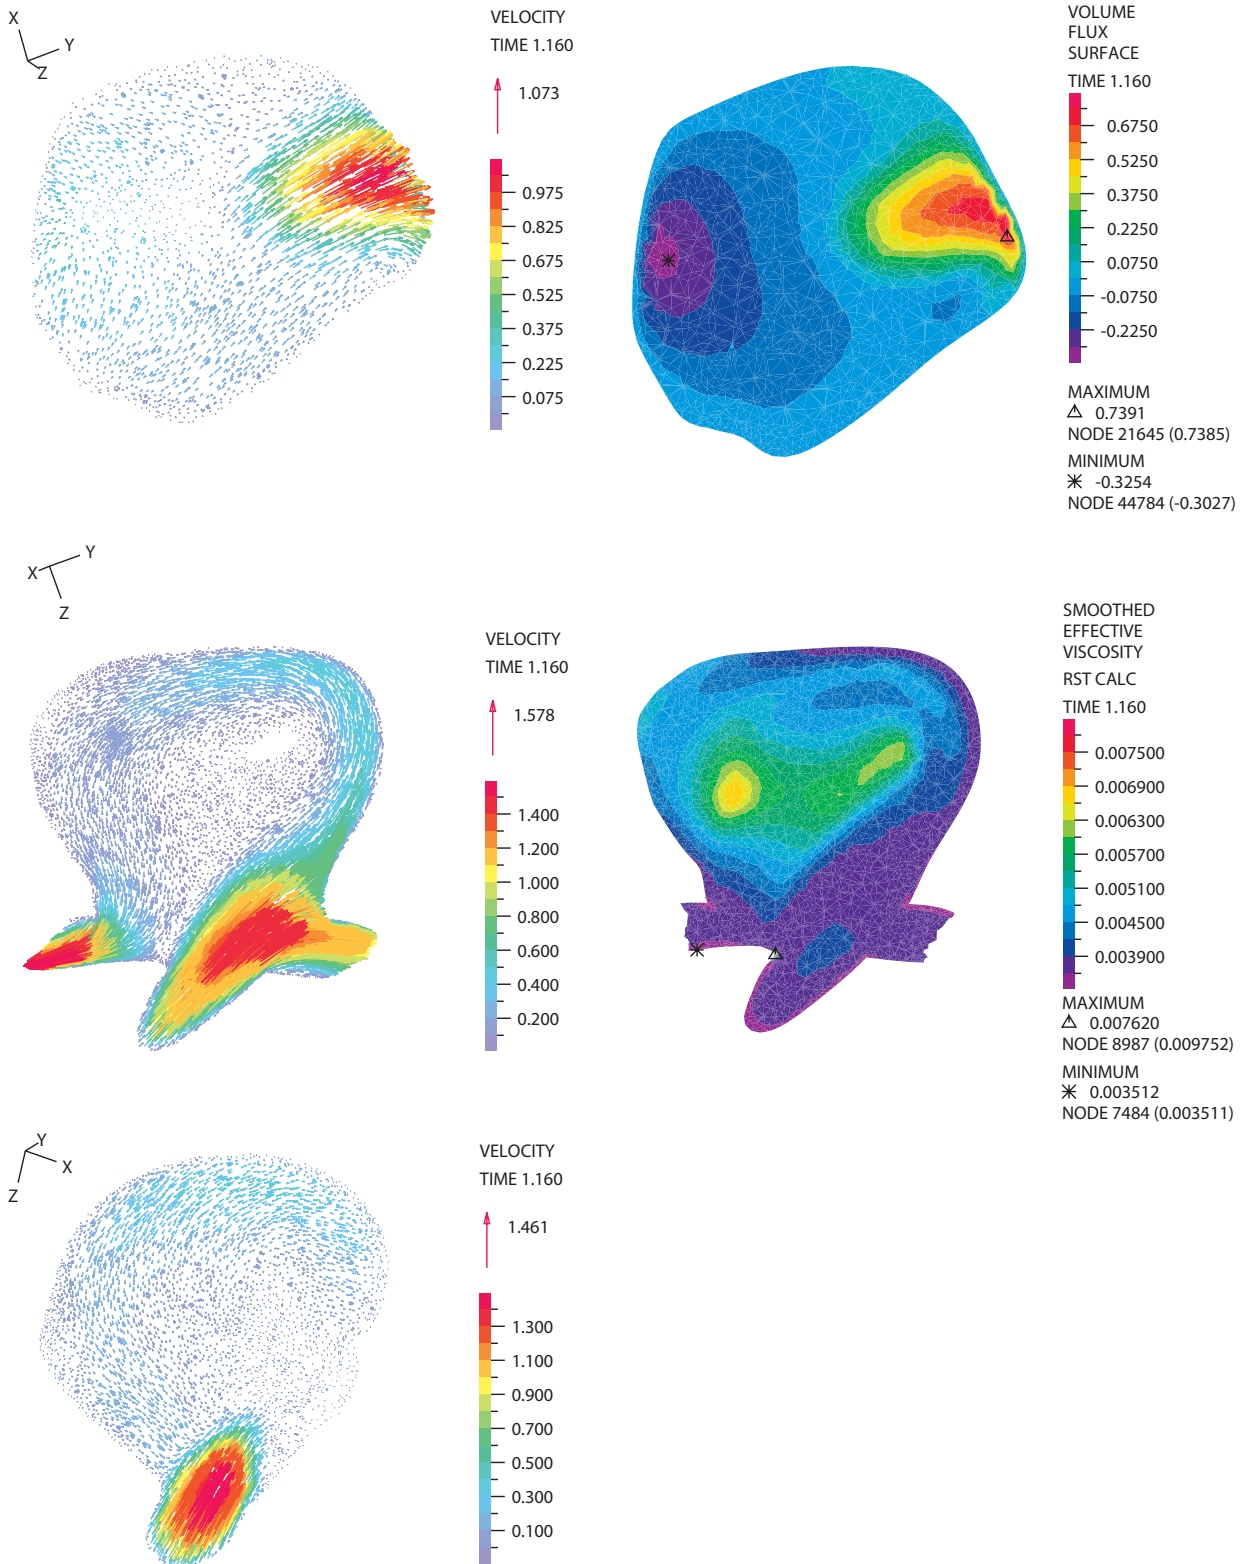 X
Y
Z
VELOCITY
TIME 1.160
1.073
0.975
0.825
0.675
0.525
0.375
0.225
0.075
VOLUME
FLUX
SURFACE
TIME 1.160
0.6750
0.5250
0.3750
0.2250
0.0750
-0.0750
-0.2250
MAXIMUM
0.7391
NODE 21645 (0.7385)
MINIMUM
-0.3254
NODE 44784 (-0.3027)
Y
X
Z
VELOCITY
TIME 1.160
1.578
1.400
1.200
1.000
0.800
0.600
0.400
0.200
SMOOTHED
EFFECTIVE
VISCOSITY
RST CALC
TIME 1.160
0.007500
0.006900
0.006300
0.005700
0.005100
0.004500
0.003900
MAXIMUM
0.007620
NODE 8987 (0.009752)
MINIMUM
0.003512
NODE 7484 (0.003511)
Y
X
Z
VELOCITY
TIME 1.160
1.461
1.300
1.100
0.900
0.700
0.500
0.300
0.100